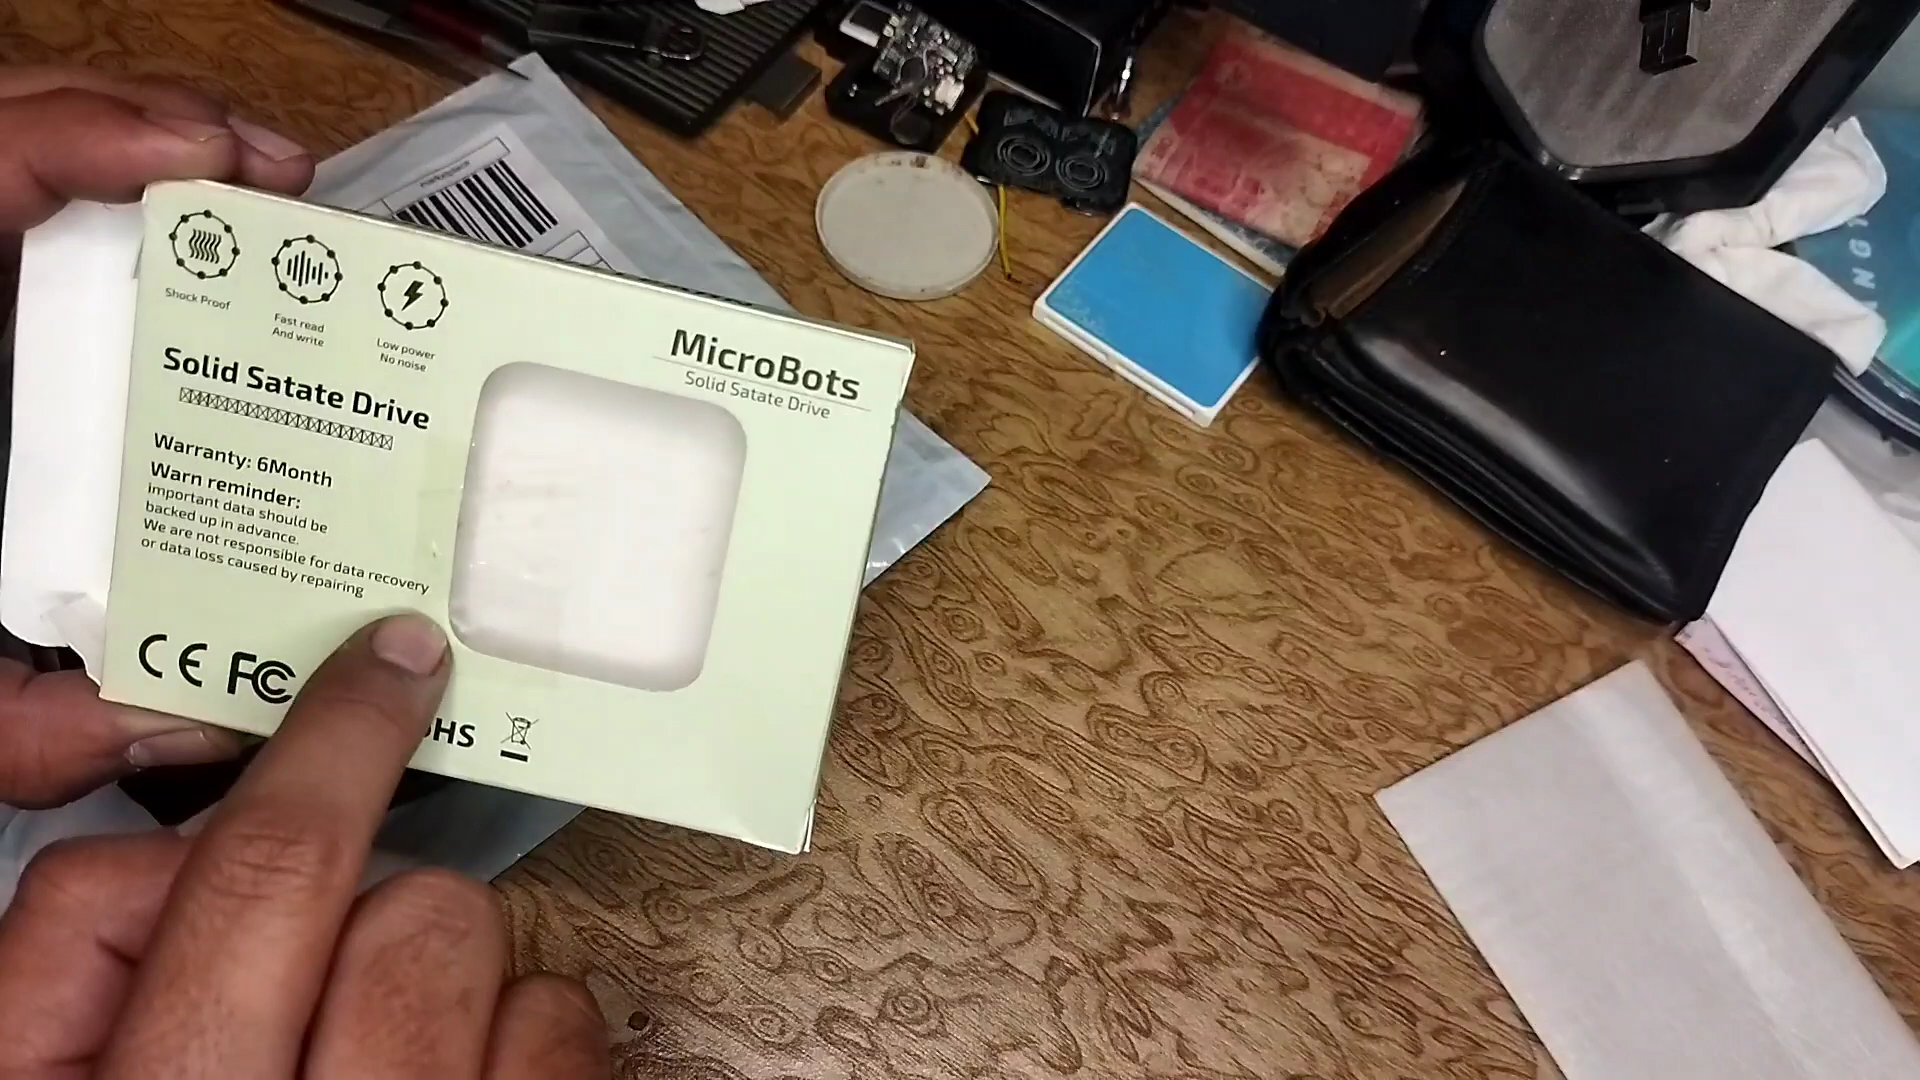 Shock Proof
Fast read
And write
Low power
No noise
MicroBots
Solid Satate Drive
Solid Satate Drive
Warranty: 6Month
Warn reminder:
important data should be
backed up in advance.
We are not responsible for data recovery
or data loss caused by repairing
CE FC
HS